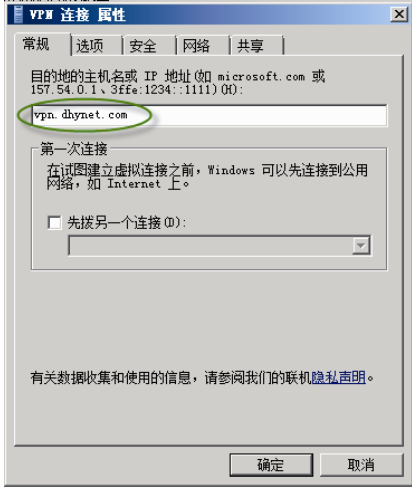 VPN 连接 属性
常规 选项 安全 网络 共享
目的地的主机名或 IP 地址(如 microsoft.com 或
157.54.0.1、3ffe:1234::1111)(H):
vpn.dhynet.com
第一次连接
在试图建立虚拟连接之前，Windows 可以先连接到公用
网络，如 Internet 上。
先拨另一个连接(D):
有关数据收集和使用的信息，请参阅我们的联机隐私声明。
确定 取消